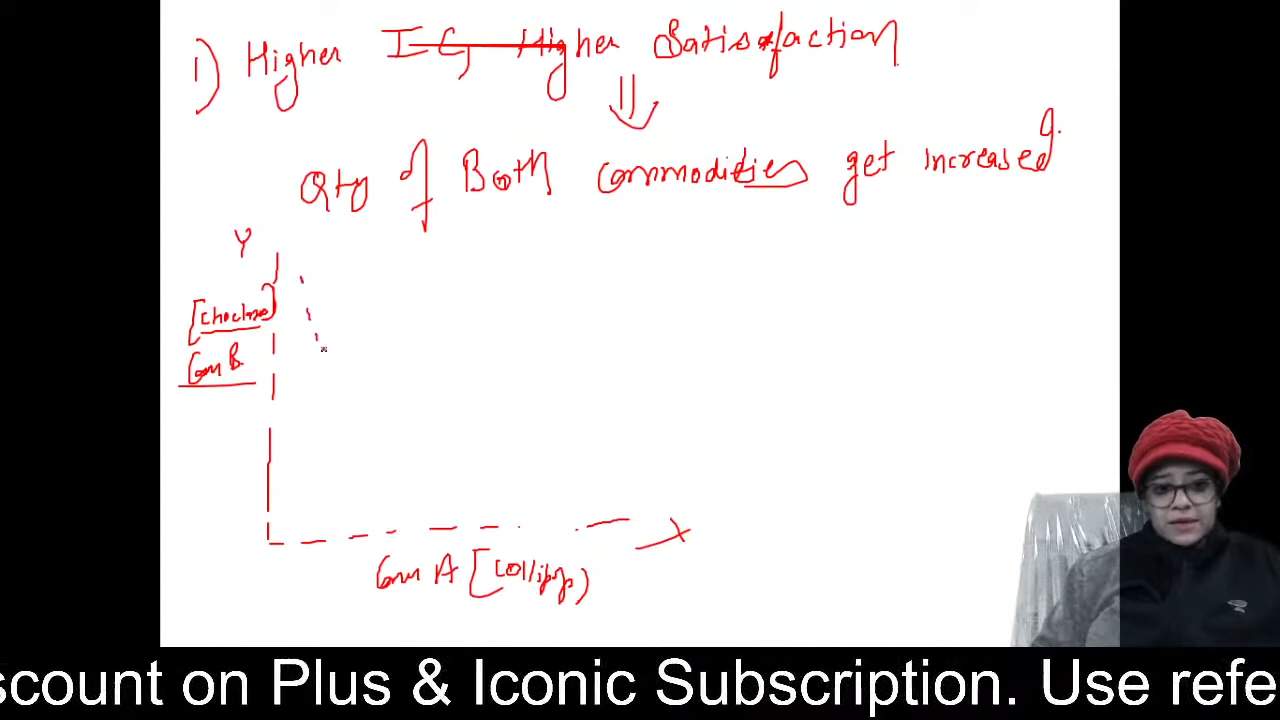 1) Higher IC, Higher Satisfaction
Qty of Both commodities get increased.
Y
[choclates]
Com B.
X
Com A [Lollipop)
scount on Plus & Iconic Subscription. Use refe